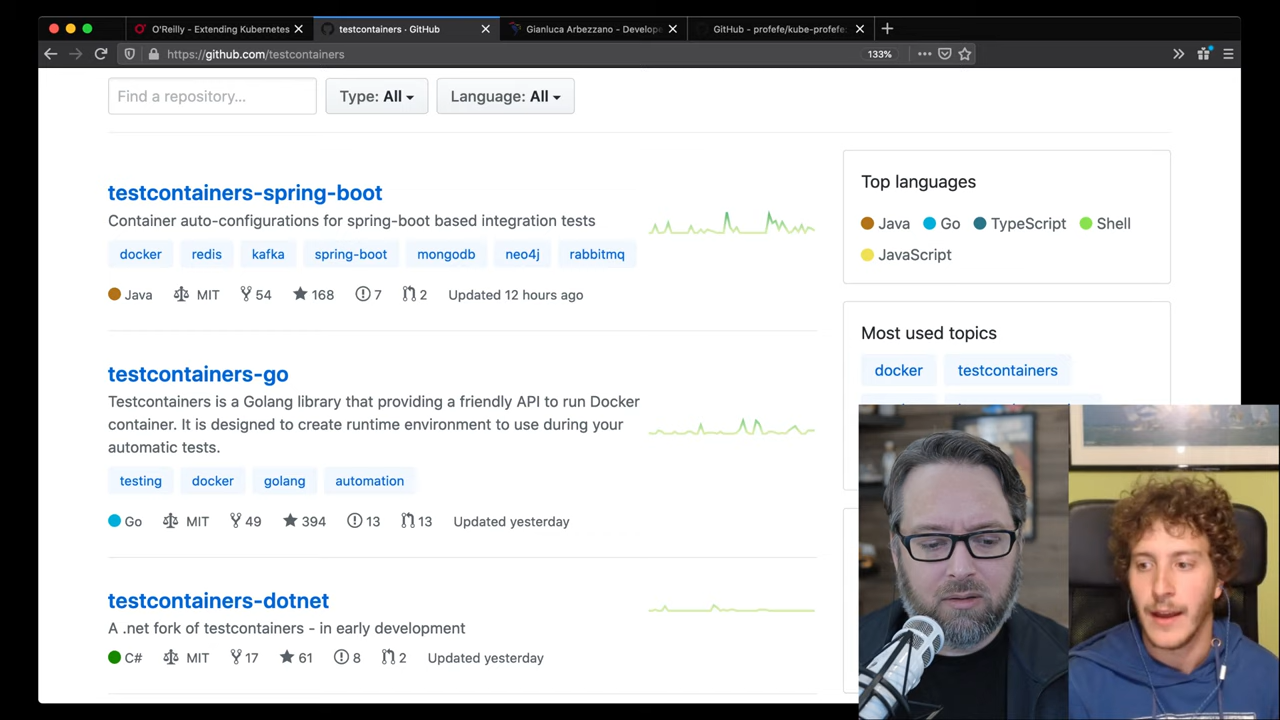 O'Reilly - Extending Kubernetes
testcontainers · GitHub
Gianluca Arbezzano - Develope
GitHub - profefe/kube-profefe:
https://github.com/testcontainers
133%
Find a repository...
Type: All
Language: All
testcontainers-spring-boot
Container auto-configurations for spring-boot based integration tests
docker redis kafka spring-boot mongodb neo4j rabbitmq
Java MIT 54 168 7 2 Updated 12 hours ago
testcontainers-go
Testcontainers is a Golang library that providing a friendly API to run Docker
container. It is designed to create runtime environment to use during your
automatic tests.
testing docker golang automation
Go MIT 49 394 13 13 Updated yesterday
testcontainers-dotnet
A .net fork of testcontainers - in early development
C# MIT 17 61 8 2 Updated yesterday
Top languages
Java Go TypeScript Shell
JavaScript
Most used topics
docker testcontainers